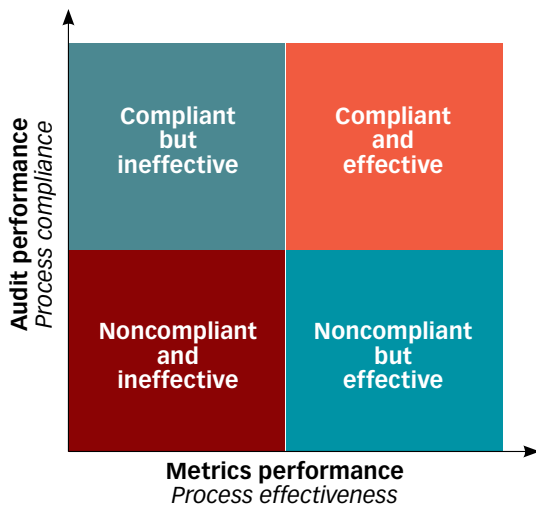 Audit performance
Process compliance
Compliant
but
ineffective
Compliant
and
effective
Noncompliant
and
ineffective
Noncompliant
but
effective
Metrics performance
Process effectiveness